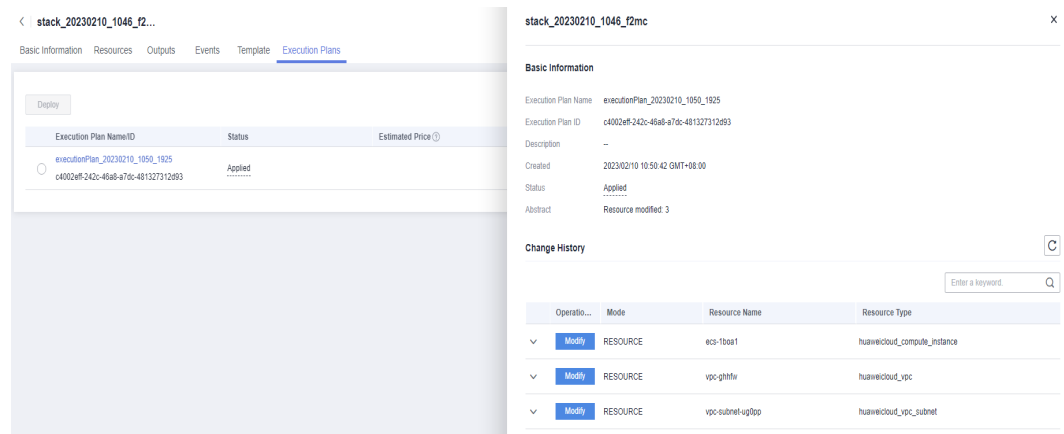 stack_20230210_1046_f2...
Basic Information Resources Outputs Events Template Execution Plans
Deploy
Execution Plan Name/ID Status Estimated Price
executionPlan_20230210_1050_1925
c4002eff-242c-46a8-a7dc-481327312d93
Applied
stack_20230210_1046_f2mc
Basic Information
Execution Plan Name executionPlan_20230210_1050_1925
Execution Plan ID c4002eff-242c-46a8-a7dc-481327312d93
Description --
Created 2023/02/10 10:50:42 GMT+08:00
Status Applied
Abstract Resource modified: 3
Change History
Enter a keyword.
Operatio... Mode Resource Name Resource Type
Modify RESOURCE ecs-1boa1 huaweicloud_compute_instance
Modify RESOURCE vpc-ghhfw huaweicloud_vpc
Modify RESOURCE vpc-subnet-ug0pp huaweicloud_vpc_subnet